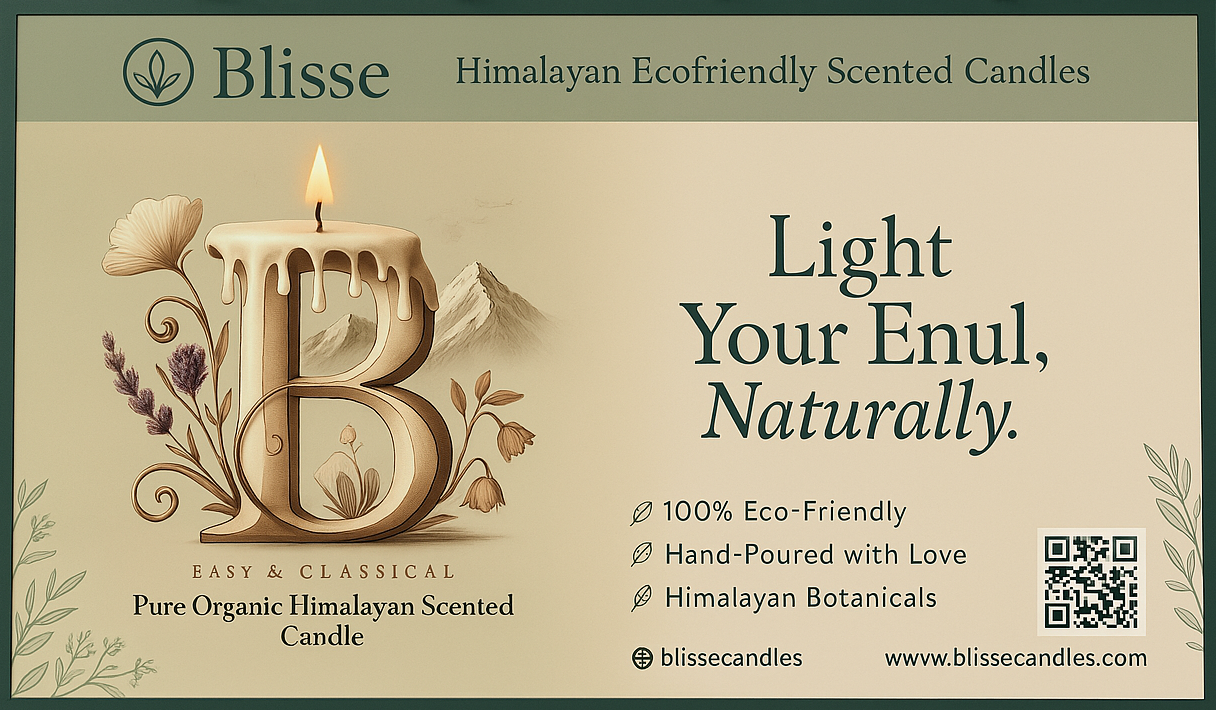 Blisse
Himalayan Ecofriendly Scented Candles
Light
Your Enul,
Naturally.
EASY & CLASSICAL
Pure Organic Himalayan Scented
Candle
100% Eco-Friendly
Hand-Poured with Love
Himalayan Botanicals
blissecandles
www.blissecandles.com